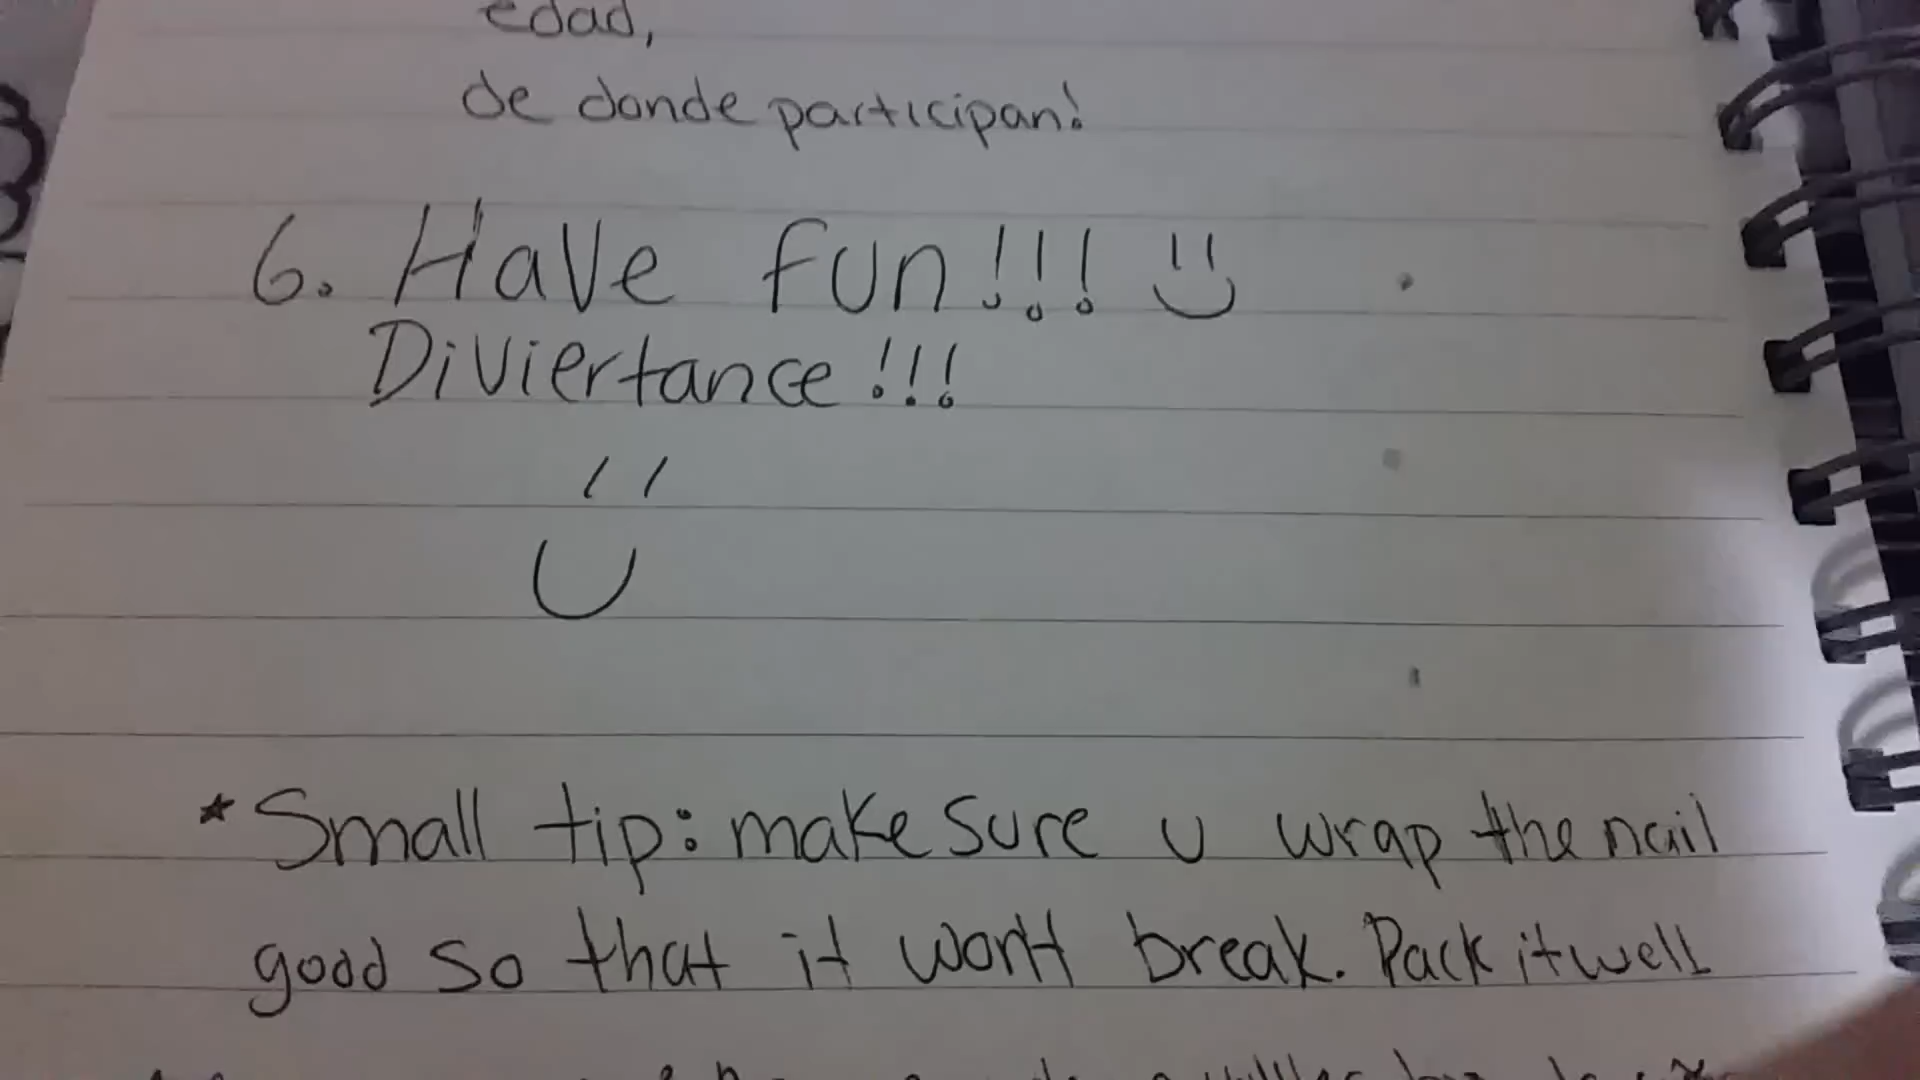 edad,
de donde participan!
6. Have fun!!!
Diviertance!!!
*Small tip: make sure u wrap the nail
good so that it won't break. Pack it well